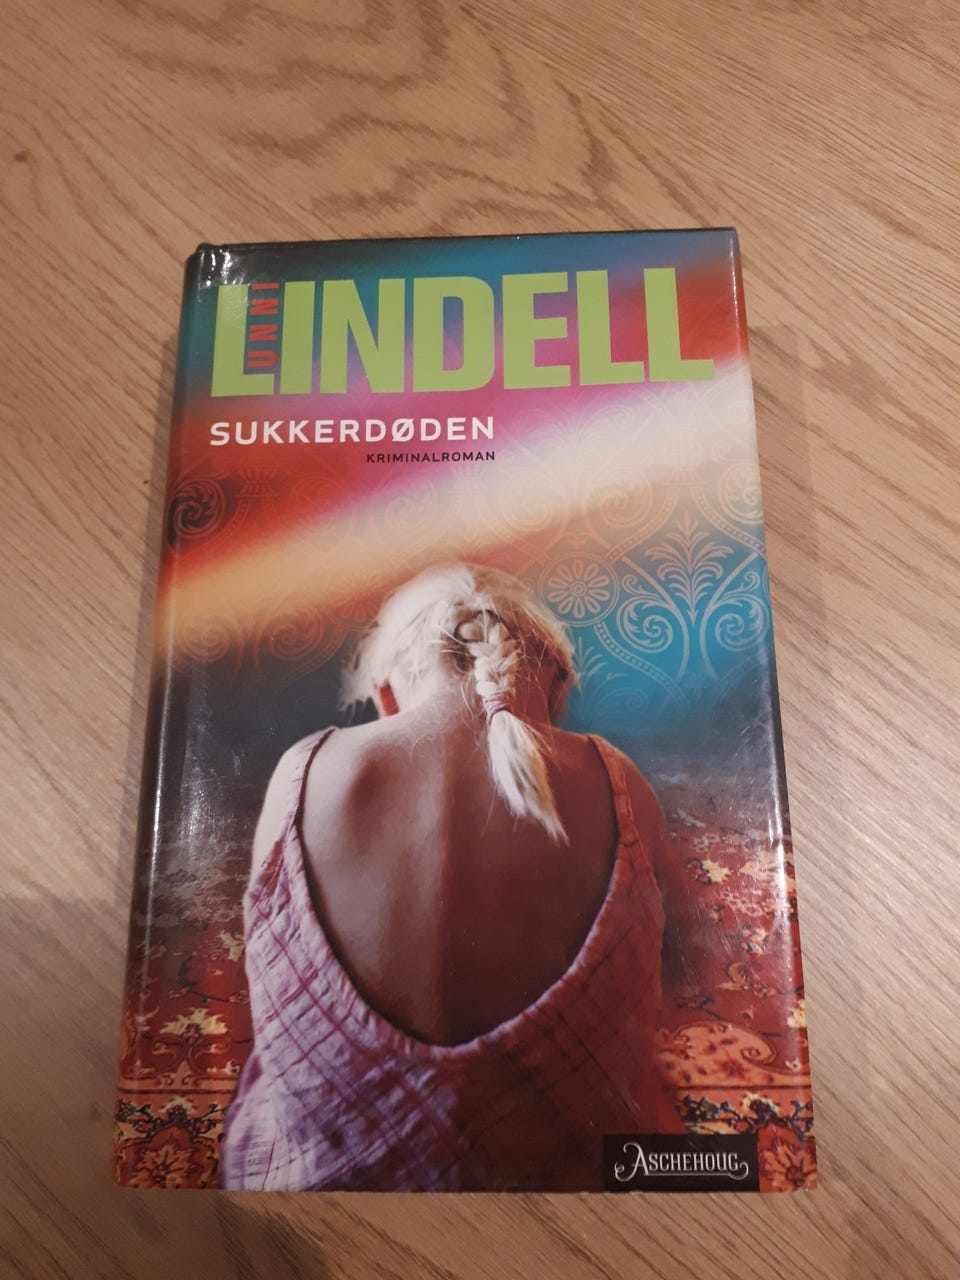 UNNI
LINDELL
SUKKERDØDEN
KRIMINALROMAN
ASCHEHOUG